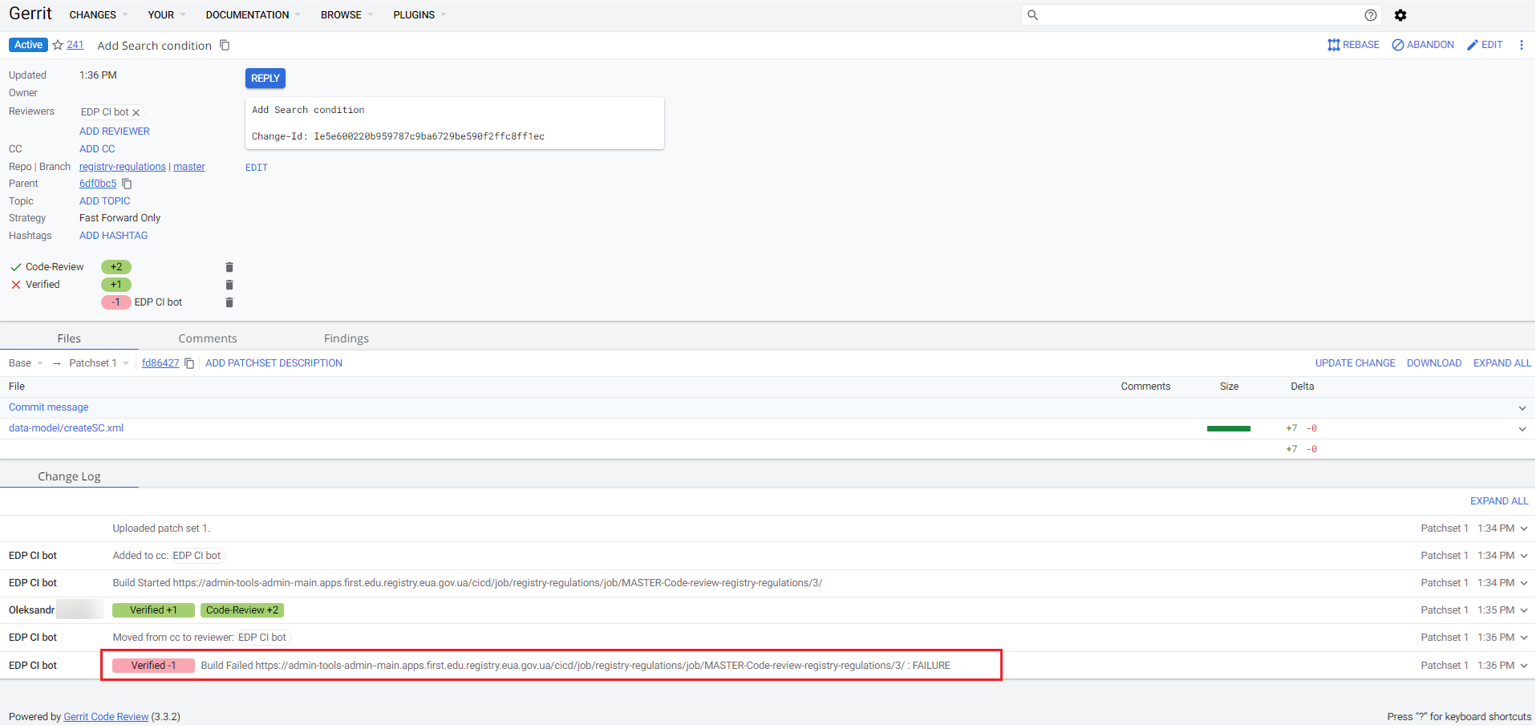 Gerrit CHANGES YOUR DOCUMENTATION BROWSE PLUGINS
Active 241 Add Search condition REBASE ABANDON EDIT
Updated 1:36 PM REPLY
Owner
Reviewers EDP CI bot
ADD REVIEWER
CC ADD CC
Repo | Branch registry-regulations | master
Parent 6df0bc5
Topic ADD TOPIC
Strategy Fast Forward Only
Hashtags ADD HASHTAG
Add Search condition
Change-Id: Ie5e600220b959787c9ba6729be590f2ffc8ff1ec
EDIT
Code-Review +2
Verified +1
-1 EDP CI bot
Files Comments Findings
Base → Patchset 1 fd86427 ADD PATCHSET DESCRIPTION UPDATE CHANGE DOWNLOAD EXPAND ALL
File Comments Size Delta
Commit message
data-model/createSC.xml +7 -0
+7 -0
Change Log
EXPAND ALL
Uploaded patch set 1. Patchset 1 1:34 PM
EDP CI bot Added to cc: EDP CI bot Patchset 1 1:34 PM
EDP CI bot Build Started https://admin-tools-admin-main.apps.first.edu.registry.eua.gov.ua/cicd/job/registry-regulations/job/MASTER-Code-review-registry-regulations/3/ Patchset 1 1:34 PM
Oleksandr Verified +1 Code-Review +2 Patchset 1 1:35 PM
EDP CI bot Moved from cc to reviewer: EDP CI bot Patchset 1 1:36 PM
EDP CI bot Verified -1 Build Failed https://admin-tools-admin-main.apps.first.edu.registry.eua.gov.ua/cicd/job/registry-regulations/job/MASTER-Code-review-registry-regulations/3/ : FAILURE Patchset 1 1:36 PM
Powered by Gerrit Code Review (3.3.2) Press "?" for keyboard shortcuts